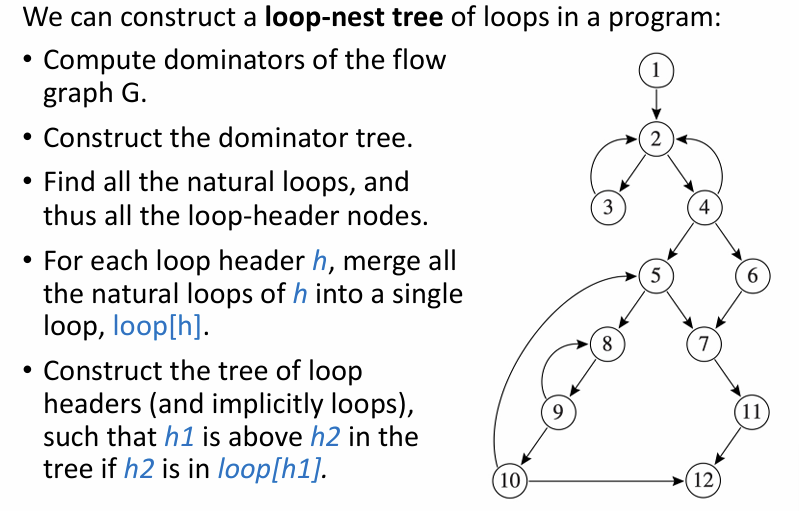 We can construct a loop-nest tree of loops in a program:
• Compute dominators of the flow
graph G.
• Construct the dominator tree.
• Find all the natural loops, and
thus all the loop-header nodes.
• For each loop header h, merge all
the natural loops of h into a single
loop, loop[h].
• Construct the tree of loop
headers (and implicitly loops),
such that h1 is above h2 in the
tree if h2 is in loop[h1].
1
2
3
4
5
6
8
7
9
11
10
12